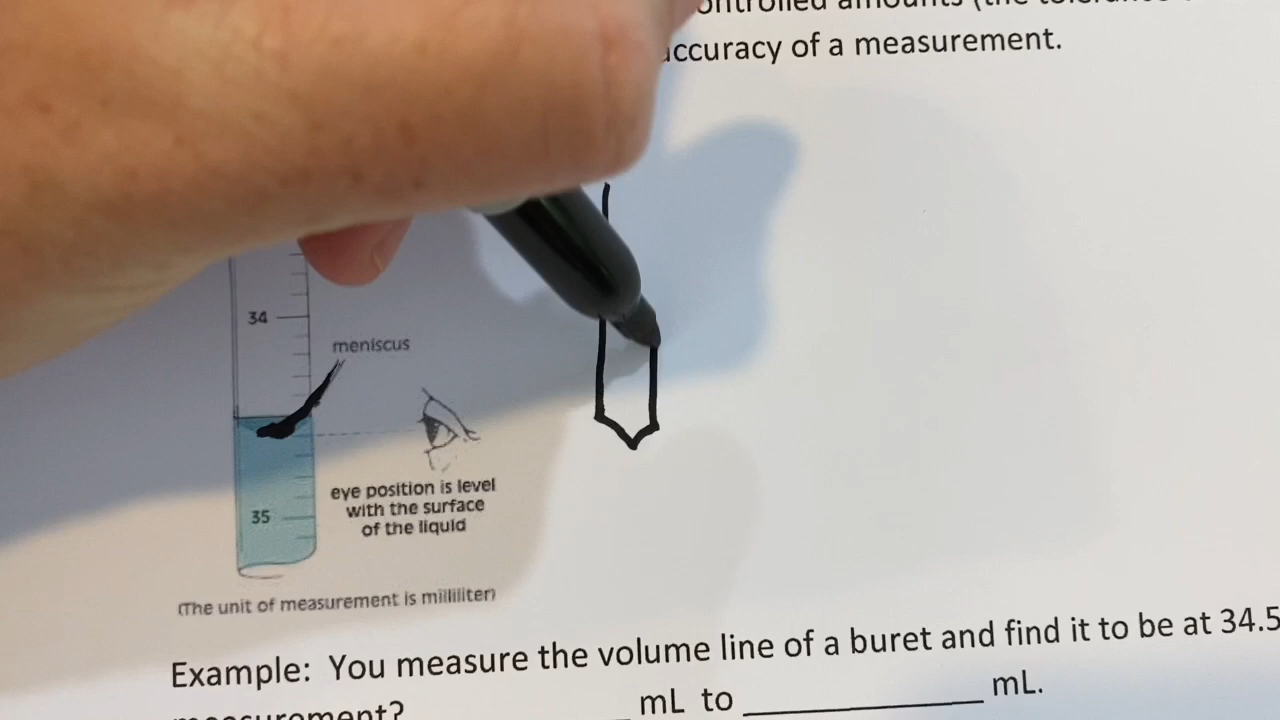 accuracy of a measurement.
34
meniscus
eye position is level
with the surface
of the liquid
35
(The unit of measurement is milliliter)
Example: You measure the volume line of a buret and find it to be at 34.5
measurement? mL to mL.